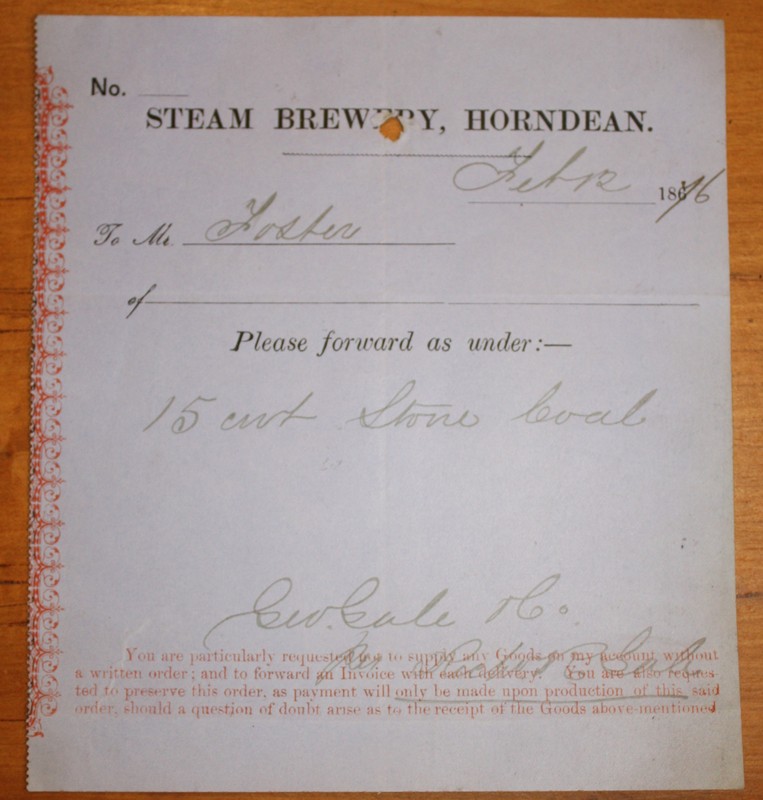 No.
STEAM BREWERY, HORNDEAN.
Feb 12 1876
To Mr. Foster
of
Please forward as under:—
15 cwt Stone Coal
Geo. Gale & Co.
Gale
You are particularly requested not to supply any Goods on my account without
a written order; and to forward an Invoice with each delivery. You are also reques-
ted to preserve this order, as payment will only be made upon production of this said
order, should a question of doubt arise as to the receipt of the Goods above-mentioned.